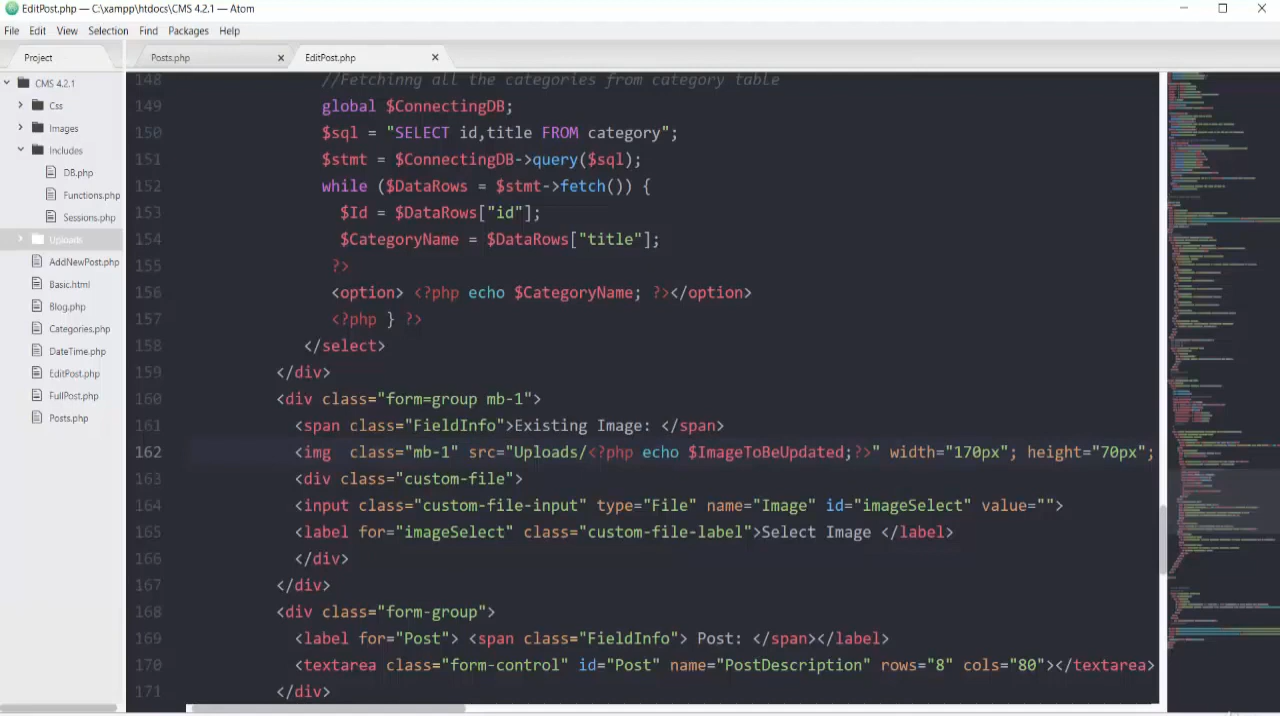 EditPost.php — C:\xampp\htdocs\CMS 4.2.1 — Atom
File Edit View Selection Find Packages Help
Project
Posts.php
EditPost.php
CMS 4.2.1
Css
Images
Includes
DB.php
Functions.php
Sessions.php
Uploads
AddNewPost.php
Basic.html
Blog.php
Categories.php
DateTime.php
EditPost.php
FullPost.php
Posts.php
148 //Fetchinng all the categories from category table
149 global $ConnectingDB;
150 $sql = "SELECT id,title FROM category";
151 $stmt = $ConnectingDB->query($sql);
152 while ($DataRows = $stmt->fetch()) {
153 $Id = $DataRows["id"];
154 $CategoryName = $DataRows["title"];
155 ?>
156 <option> <?php echo $CategoryName; ?></option>
157 <?php } ?>
158 </select>
159 </div>
160 <div class="form=group mb-1">
161 <span class="FieldInfo">Existing Image: </span>
162 <img  class="mb-1" src="Uploads/<?php echo $ImageToBeUpdated;?>" width="170px"; height="70px";
163 <div class="custom-file">
164 <input class="custom-file-input" type="File" name="Image" id="imageSelect" value="">
165 <label for="imageSelect" class="custom-file-label">Select Image </label>
166 </div>
167 </div>
168 <div class="form-group">
169 <label for="Post"> <span class="FieldInfo"> Post: </span></label>
170 <textarea class="form-control" id="Post" name="PostDescription" rows="8" cols="80"></textarea>
171 </div>